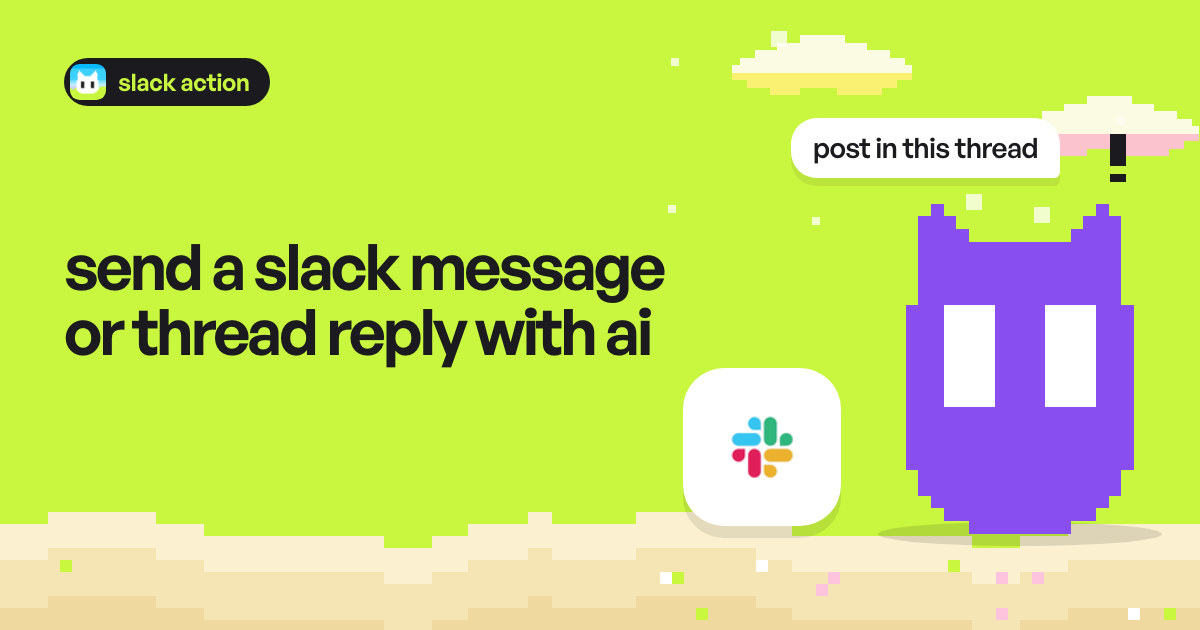 slack action
post in this thread
send a slack message
or thread reply with ai